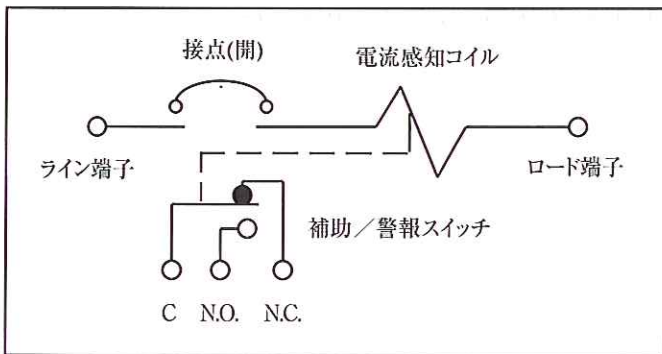 接点(開)
電流感知コイル
ライン端子
ロード端子
補助／警報スイッチ
C N.O. N.C.